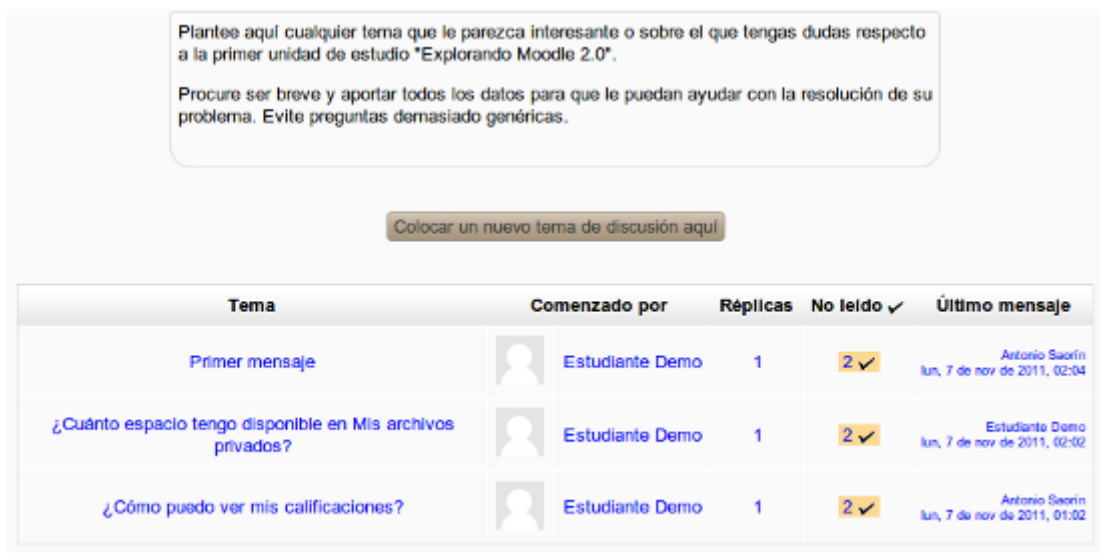 Plantee aquí cualquier tema que le parezca interesante o sobre el que tengas dudas respecto
a la primer unidad de estudio "Explorando Moodle 2.0".
Procure ser breve y aportar todos los datos para que le puedan ayudar con la resolución de su
problema. Evite preguntas demasiado genéricas.
Colocar un nuevo tema de discusión aquí
Tema Comenzado por Réplicas No leído ✓ Último mensaje
Primer mensaje Estudiante Demo 1 2 ✓ Antonio Saorín
lun, 7 de nov de 2011, 02:04
¿Cuánto espacio tengo disponible en Mis archivos
privados? Estudiante Demo 1 2 ✓ Estudiante Demo
lun, 7 de nov de 2011, 02:02
¿Cómo puedo ver mis calificaciones? Estudiante Demo 1 2 ✓ Antonio Saorín
lun, 7 de nov de 2011, 01:02